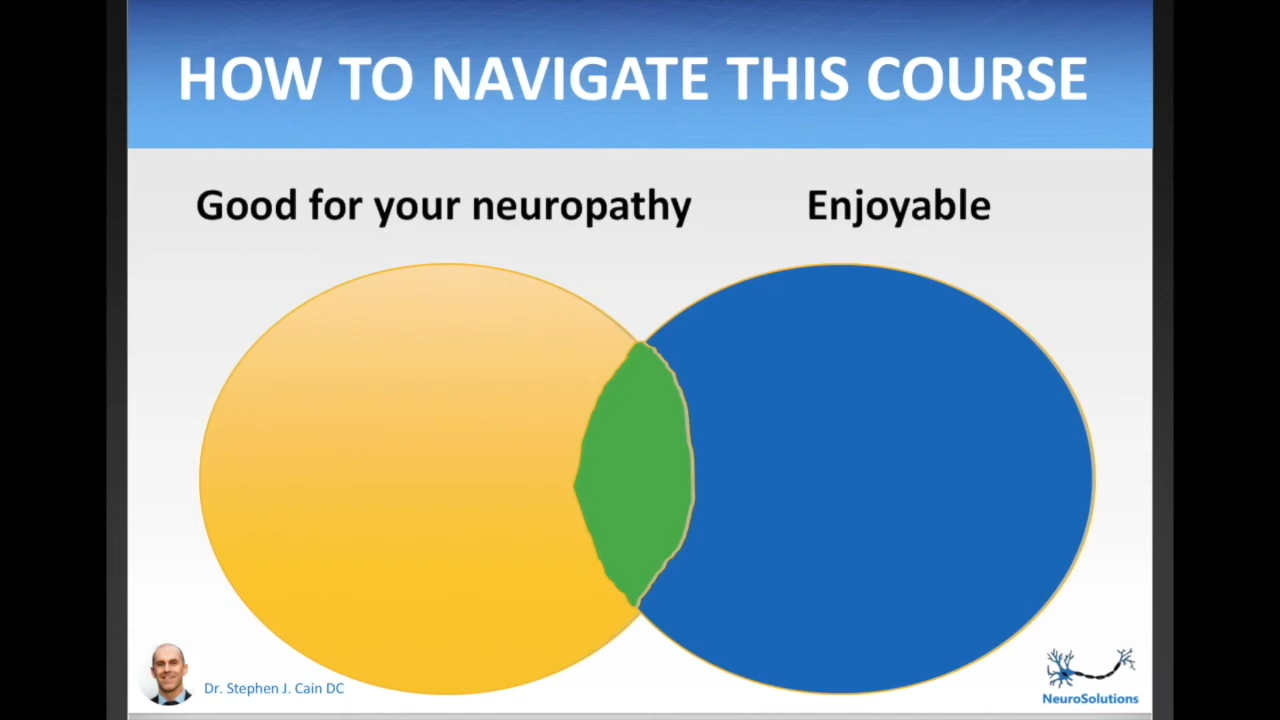 HOW TO NAVIGATE THIS COURSE
Good for your neuropathy
Enjoyable
Dr. Stephen J. Cain DC
NeuroSolutions